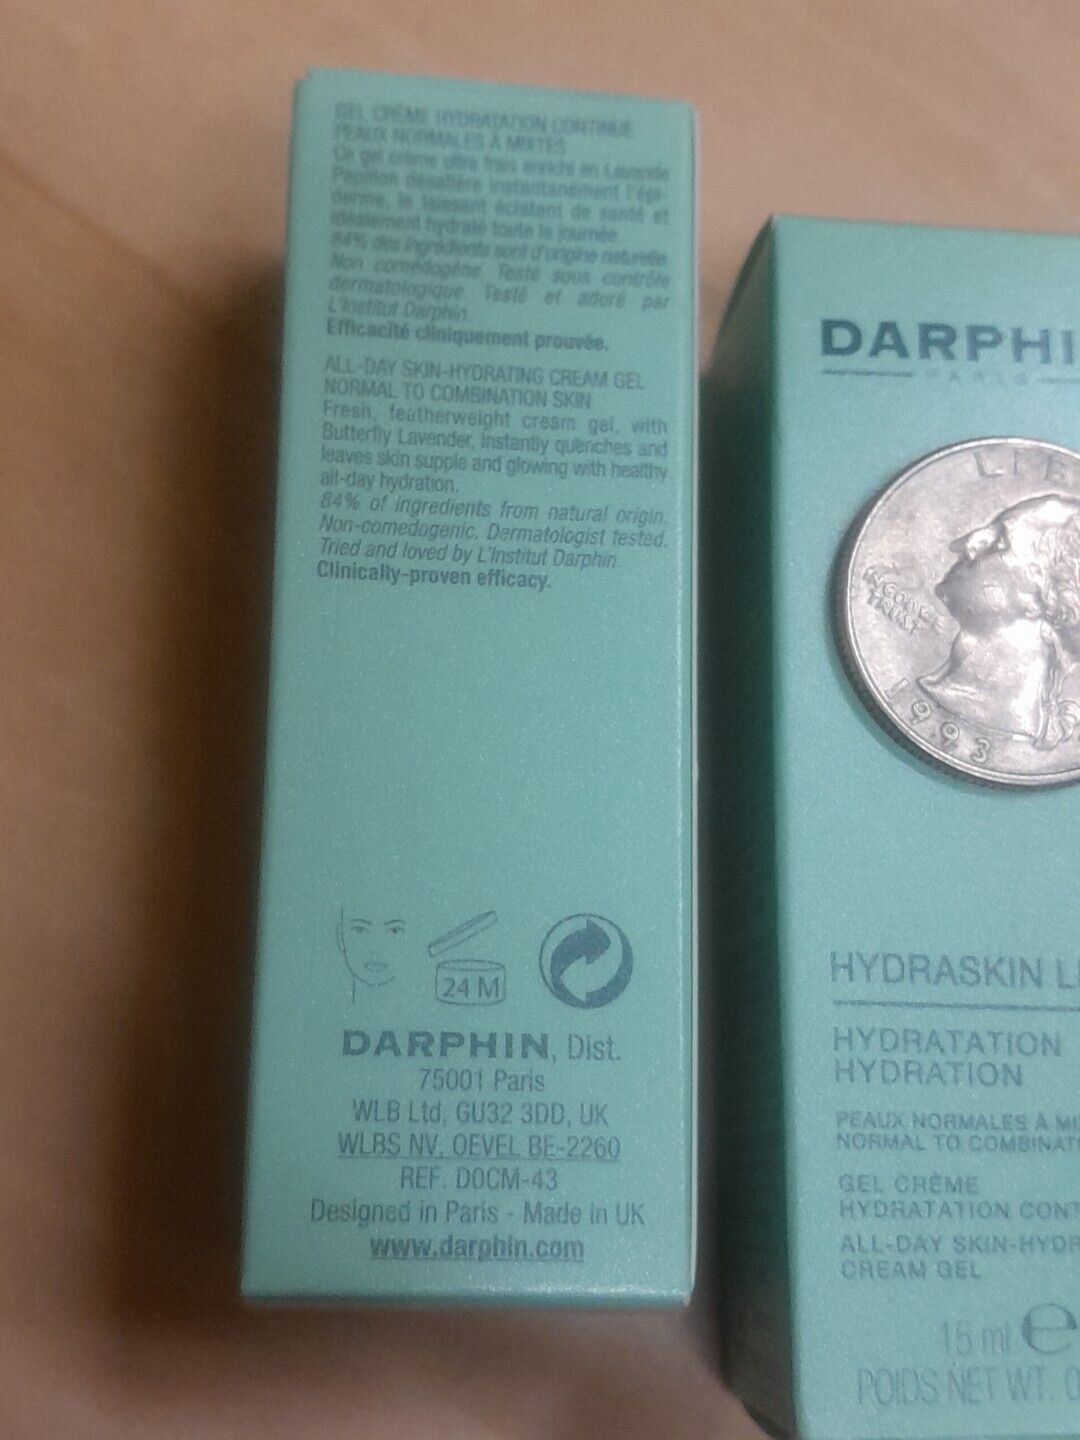 GEL CRÈME HYDRATATION CONTINUE
PEAUX NORMALES À MIXTES
Ce gel crème ultra frais enrichi en Lavande
Papillon désaltère instantanément l'épi-
derme, le laissant éclatant de santé et
idéalement hydraté toute la journée.
84% des ingrédients sont d'origine naturelle.
Non comédogène. Testé sous contrôle
dermatologique. Testé et adoré par
L'Institut Darphin.
Efficacité cliniquement prouvée.
ALL-DAY SKIN-HYDRATING CREAM GEL
NORMAL TO COMBINATION SKIN
Fresh, featherweight cream gel, with
Butterfly Lavender, instantly quenches and
leaves skin supple and glowing with healthy
all-day hydration.
84% of ingredients from natural origin.
Non-comedogenic. Dermatologist tested.
Tried and loved by L'Institut Darphin.
Clinically-proven efficacy.
24 M
DARPHIN, Dist.
75001 Paris
WLB Ltd, GU32 3DD, UK
WLBS NV, OEVEL BE-2260
REF. D0CM-43
Designed in Paris - Made in UK
www.darphin.com
DARPHI
PARIS
LIBE
IN GOD WE
TRUST
1993
HYDRASKIN L
HYDRATATION
HYDRATION
PEAUX NORMALES À MI
NORMAL TO COMBINAT
GEL CRÈME
HYDRATATION CONT
ALL-DAY SKIN-HYDR
CREAM GEL
15 ml e
POIDS NET WT. 0